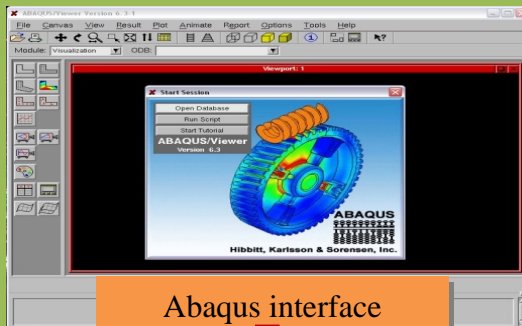 ABAQUS/Viewer Version 6.3-1
File Canvas View Result Plot Animate Report Options Tools Help
Module: Visualization ODB:
Viewport: 1
Start Session
Open Database
Run Script
Start Tutorial
ABAQUS/Viewer
Version 6.3
ABAQUS
Hibbitt, Karlsson & Sorensen, Inc.
Abaqus interface